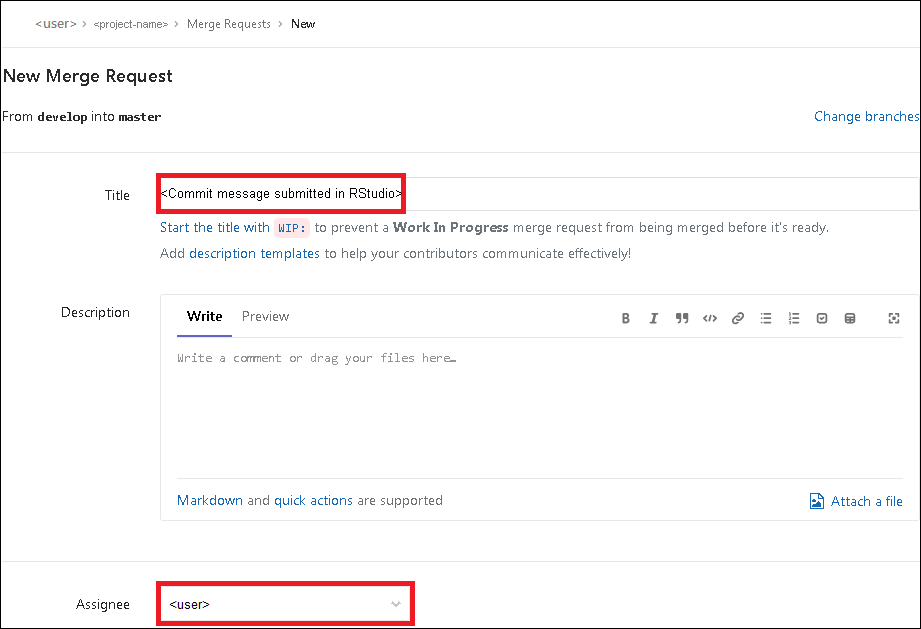 <user> > <project-name> > Merge Requests > New
New Merge Request
From develop into master
Change branches
Title
<Commit message submitted in RStudio>
Start the title with WIP: to prevent a Work In Progress merge request from being merged before it's ready.
Add description templates to help your contributors communicate effectively!
Description
Write Preview
Write a comment or drag your files here…
Markdown and quick actions are supported
Attach a file
Assignee
<user>